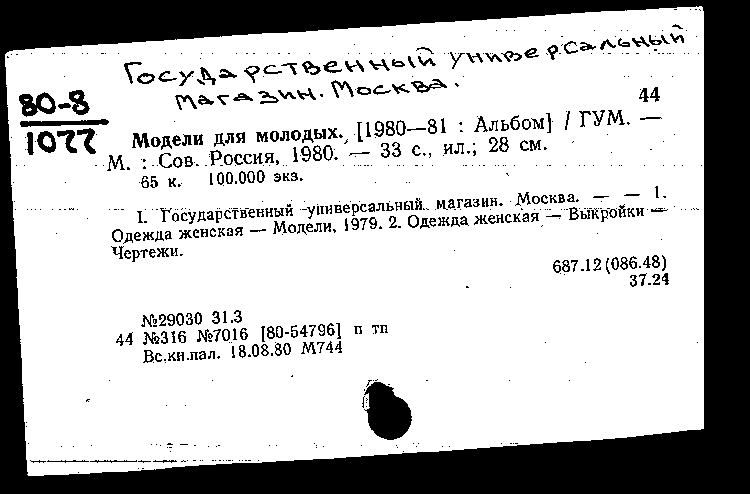 Государственный универсальный
магазин. Москва.
80-8
1077
44
Модели для молодых. [1980—81 : Альбом] / ГУМ. —
М. : Сов. Россия, 1980. — 33 с., ил.; 28 см.
65 к. 100.000 экз.
I. Государственный универсальный магазин. Москва. — — 1.
Одежда женская — Модели, 1979. 2. Одежда женская — Выкройки —
Чертежи.
687.12(086.48)
37.24
№29030 31.3
44 №316 №7016 [80-54796] п тп
Вс.кн.пал. 18.08.80 М744